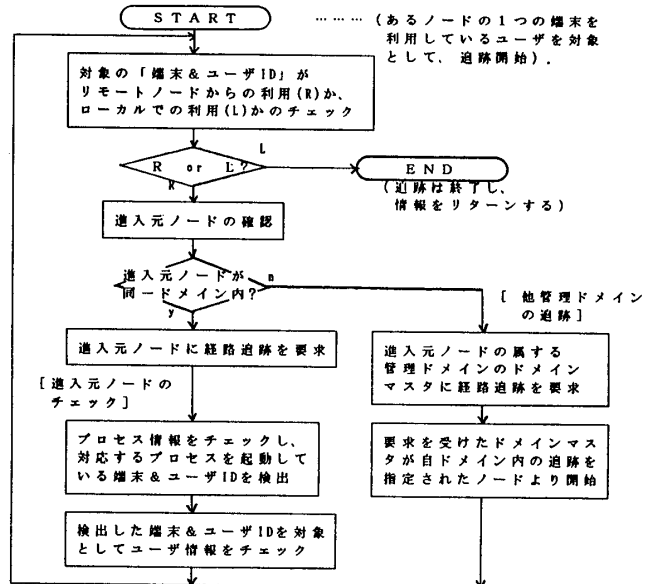 START
…… (あるノードの1つの端末を
利用しているユーザを対象
として、追跡開始).
対象の「端末&ユーザID」が
リモートノードからの利用(R)か、
ローカルでの利用(L)かのチェック
R or L?
L
R
END
(追跡は終了し、
情報をリターンする)
進入元ノードの確認
進入元ノードが
同一ドメイン内?
n
y
[他管理ドメイン
の追跡]
進入元ノードに経路追跡を要求
進入元ノードの属する
管理ドメインのドメイン
マスタに経路追跡を要求
[進入元ノードの
チェック]
プロセス情報をチェックし、
対応するプロセスを起動して
いる端末&ユーザIDを検出
要求を受けたドメインマス
タが自ドメイン内の追跡を
指定されたノードより開始
検出した端末&ユーザIDを対象
としてユーザ情報をチェック